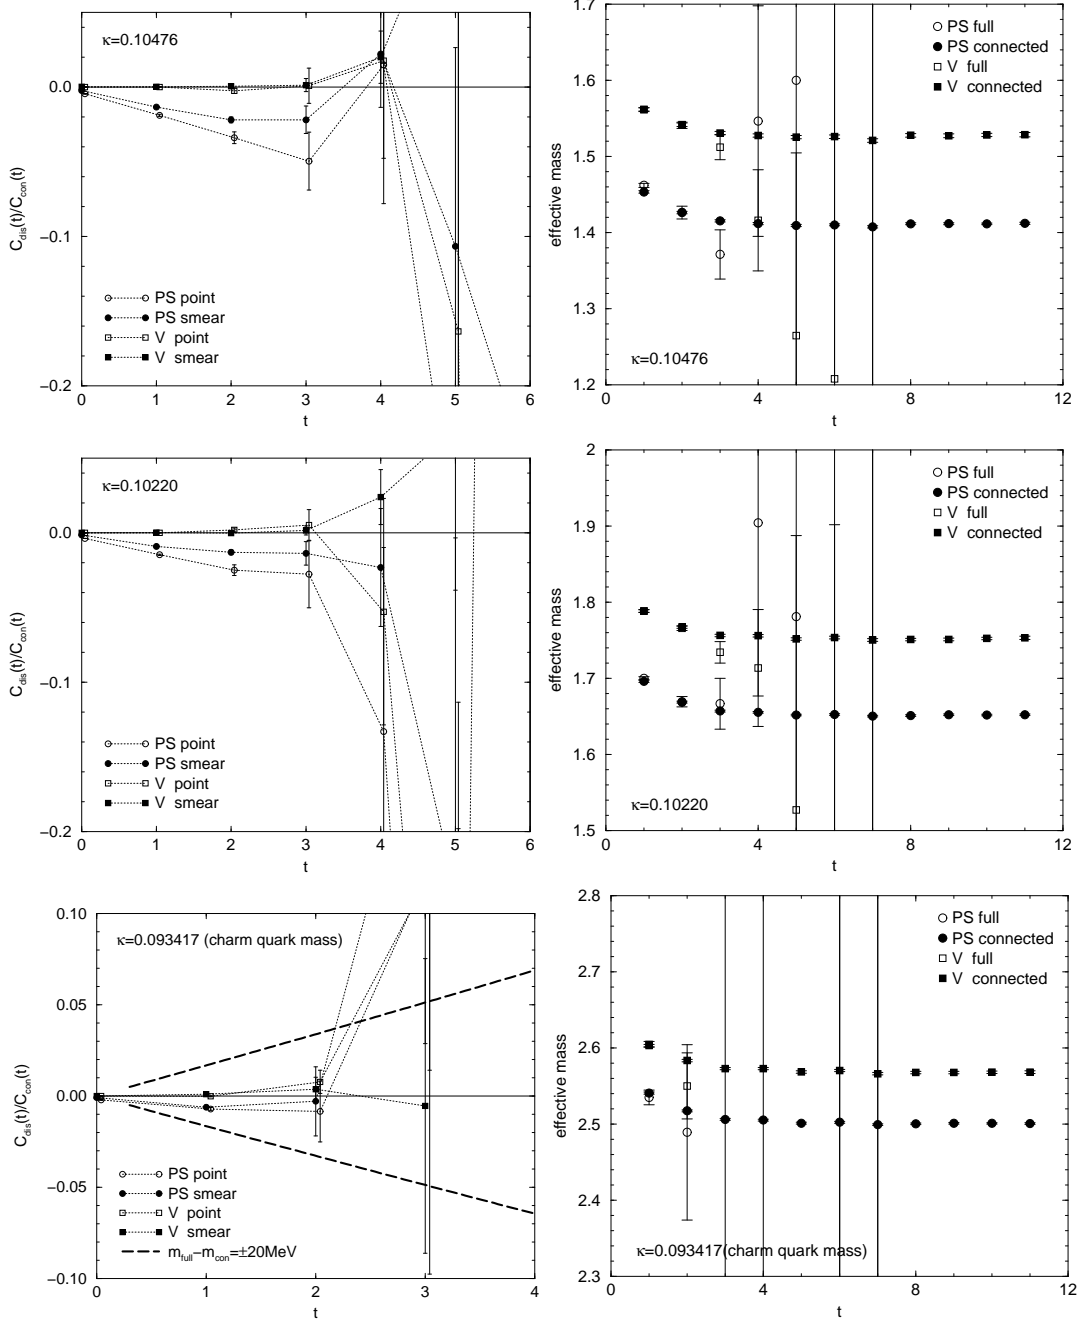 κ=0.10476
0.0
−0.1
−0.2
C_dis(t)/C_con(t)
PS point
PS smear
V point
V smear
0 1 2 3 4 5 6
t
1.7
1.6
1.5
1.4
1.3
1.2
effective mass
PS full
PS connected
V full
V connected
κ=0.10476
0 4 8 12
t
κ=0.10220
0.0
−0.1
−0.2
C_dis(t)/C_con(t)
PS point
PS smear
V point
V smear
0 1 2 3 4 5 6
t
2
1.9
1.8
1.7
1.6
1.5
effective mass
PS full
PS connected
V full
V connected
κ=0.10220
0 4 8 12
t
κ=0.093417 (charm quark mass)
0.10
0.05
0.00
−0.05
−0.10
C_dis(t)/C_con(t)
PS point
PS smear
V point
V smear
m_full−m_con=±20MeV
0 1 2 3 4
t
2.8
2.7
2.6
2.5
2.4
2.3
effective mass
PS full
PS connected
V full
V connected
κ=0.093417(charm quark mass)
0 4 8 12
t